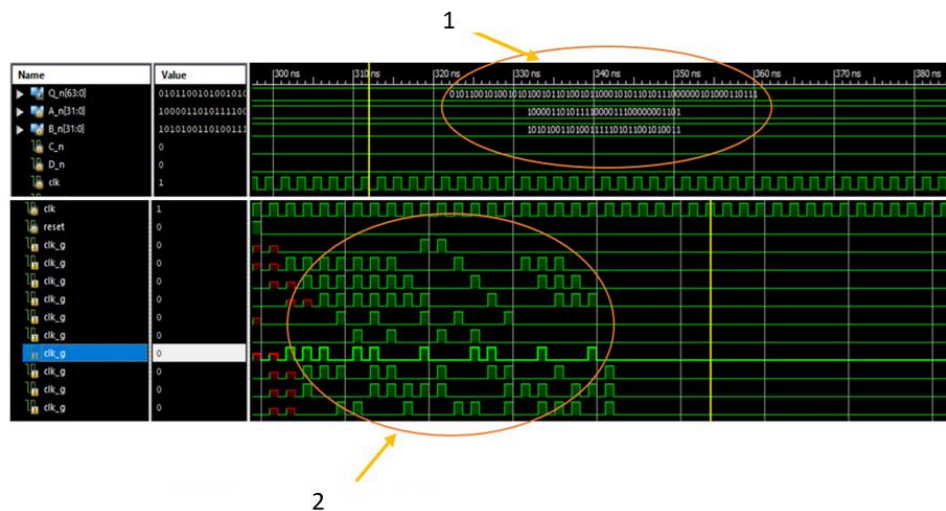 1
Name
Value
300 ns
310 ns
320 ns
330 ns
340 ns
350 ns
360 ns
370 ns
380 ns
Q_n[63:0]
0101100101001010
0101100101001010100101101001011000101011010111000000101000110111
A_n[31:0]
10000110101111000
10000110101111000011100000001101
B_n[31:0]
1010100110100111
10101001101001111101011001010011
C_n
0
D_n
0
clk
1
clk
1
reset
0
clk_g
0
clk_g
0
clk_g
0
clk_g
0
clk_g
0
clk_g
0
clk_g
0
clk_g
0
clk_g
0
clk_g
0
2